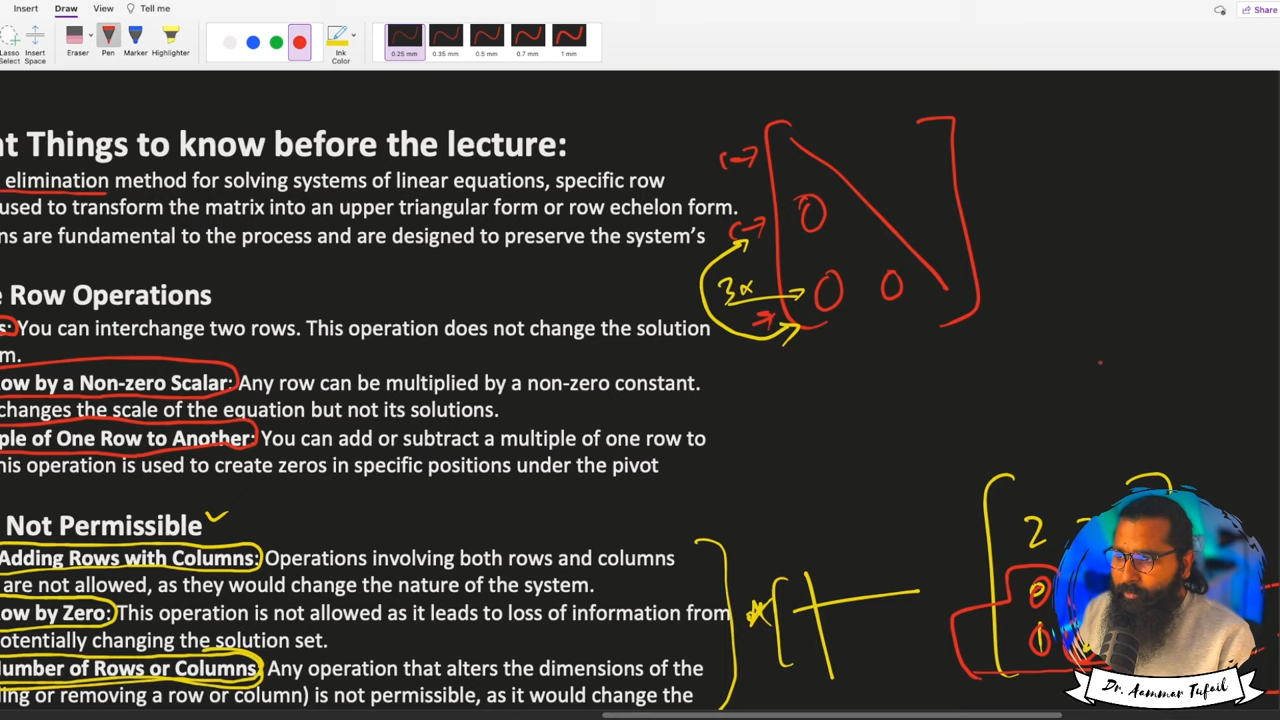 Insert Draw View Tell me
Share
Lasso Select
Insert Space
Eraser
Pen
Marker
Highlighter
Ink Color
0.25 mm
0.35 mm
0.5 mm
0.7 mm
1 mm
Things to know before the lecture:
elimination method for solving systems of linear equations, specific row
used to transform the matrix into an upper triangular form or row echelon form.
are fundamental to the process and are designed to preserve the system's
Row Operations
You can interchange two rows. This operation does not change the solution
by a Non-zero Scalar: Any row can be multiplied by a non-zero constant.
changes the scale of the equation but not its solutions.
of One Row to Another: You can add or subtract a multiple of one row to
operation is used to create zeros in specific positions under the pivot
Not Permissible
Adding Rows with Columns: Operations involving both rows and columns
are not allowed, as they would change the nature of the system.
by Zero: This operation is not allowed as it leads to loss of information from
changing the solution set.
of Rows or Columns: Any operation that alters the dimensions of the
or removing a row or column) is not permissible, as it would change the
0
0 0
2
0
Dr. Aammar Tufail